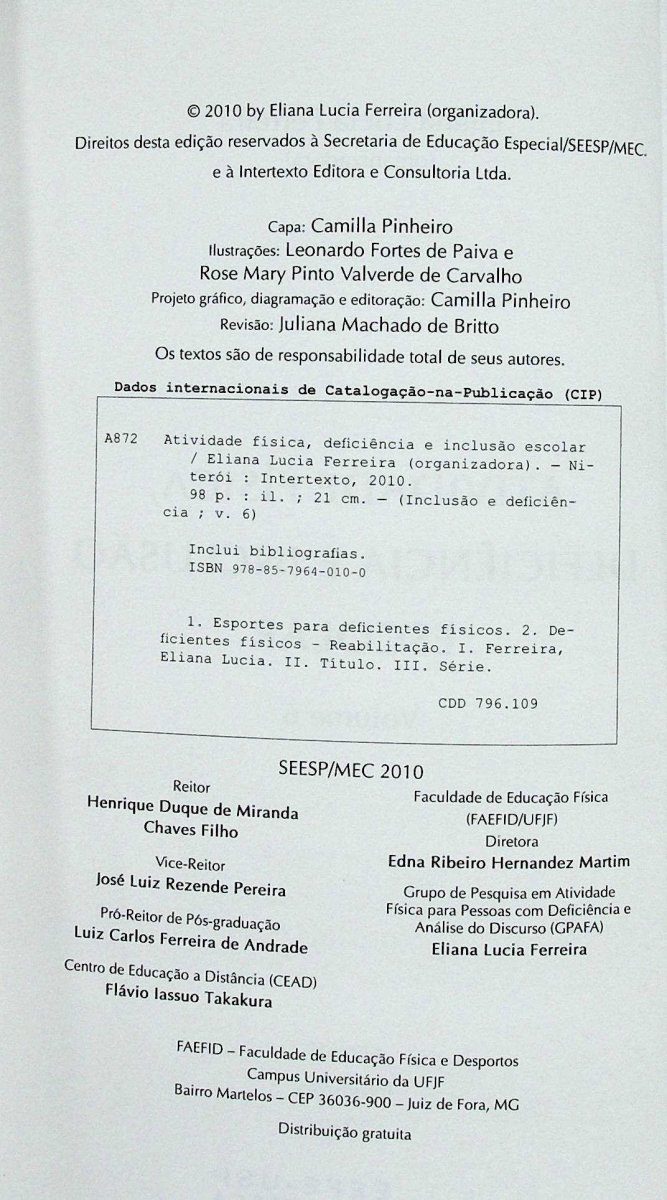 © 2010 by Eliana Lucia Ferreira (organizadora).
Direitos desta edição reservados à Secretaria de Educação Especial/SEESP/MEC.
e à Intertexto Editora e Consultoria Ltda.
Capa: Camilla Pinheiro
Ilustrações: Leonardo Fortes de Paiva e
Rose Mary Pinto Valverde de Carvalho
Projeto gráfico, diagramação e editoração: Camilla Pinheiro
Revisão: Juliana Machado de Britto
Os textos são de responsabilidade total de seus autores.
Dados internacionais de Catalogação-na-Publicação (CIP)
A872 Atividade física, deficiência e inclusão escolar
/ Eliana Lucia Ferreira (organizadora). — Ni-
terói : Intertexto, 2010.
98 p. : il. ; 21 cm. — (Inclusão e deficiên-
cia ; v. 6)
Inclui bibliografias.
ISBN 978-85-7964-010-0
1. Esportes para deficientes físicos. 2. De-
ficientes físicos - Reabilitação. I. Ferreira,
Eliana Lucia. II. Título. III. Série.
CDD 796.109
SEESP/MEC 2010
Reitor
Henrique Duque de Miranda
Chaves Filho
Vice-Reitor
José Luiz Rezende Pereira
Pró-Reitor de Pós-graduação
Luiz Carlos Ferreira de Andrade
Centro de Educação a Distância (CEAD)
Flávio Iassuo Takakura
Faculdade de Educação Física
(FAEFID/UFJF)
Diretora
Edna Ribeiro Hernandez Martim
Grupo de Pesquisa em Atividade
Física para Pessoas com Deficiência e
Análise do Discurso (GPAFA)
Eliana Lucia Ferreira
FAEFID – Faculdade de Educação Física e Desportos
Campus Universitário da UFJF
Bairro Martelos – CEP 36036-900 – Juiz de Fora, MG
Distribuição gratuita